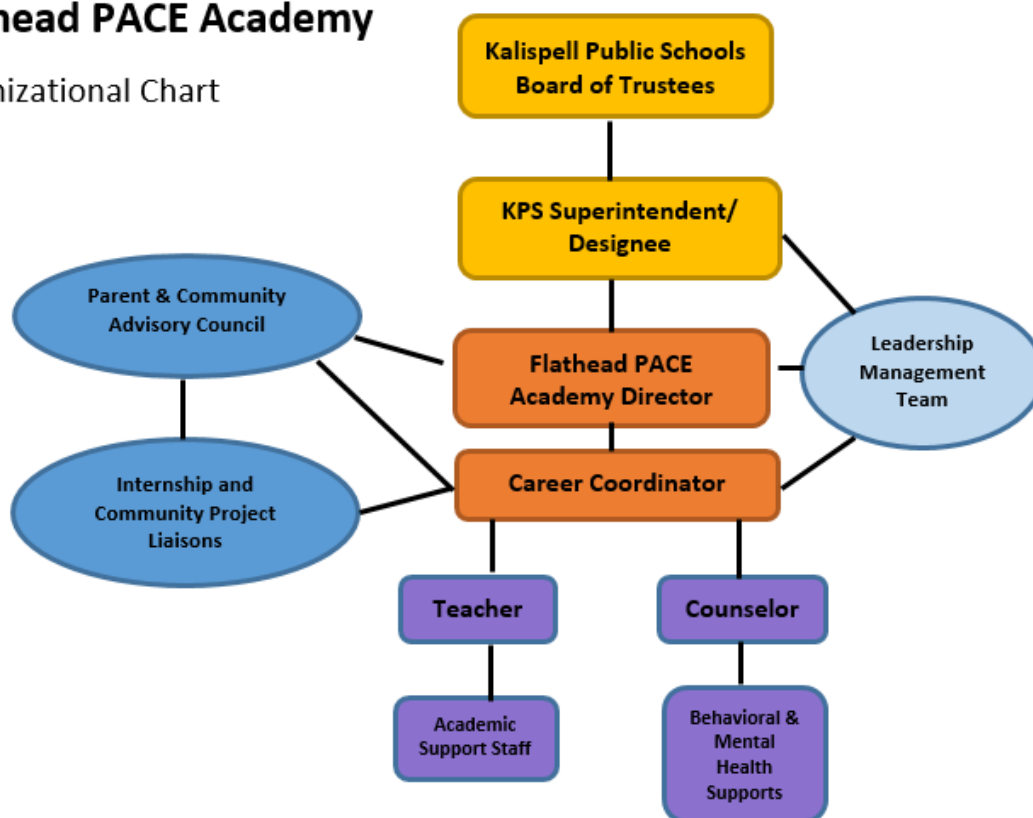 head PACE Academy
nizational Chart
Kalispell Public Schools
Board of Trustees
KPS Superintendent/
Designee
Parent & Community
Advisory Council
Leadership
Management
Team
Flathead PACE
Academy Director
Career Coordinator
Internship and
Community Project
Liaisons
Teacher
Counselor
Academic
Support Staff
Behavioral &
Mental
Health
Supports